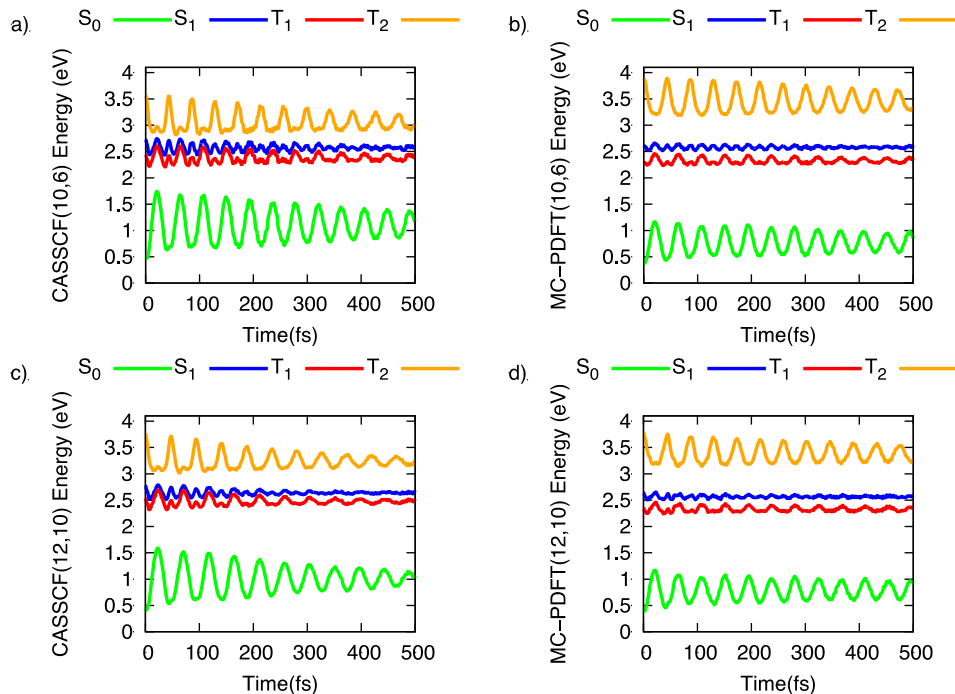 a).
S0 S1 T1 T2
CASSCF(10,6) Energy (eV)
4
3.5
3
2.5
2
1.5
1
0.5
0
0 100 200 300 400 500
Time(fs)
b).
S0 S1 T1 T2
MC−PDFT(10,6) Energy (eV)
4
3.5
3
2.5
2
1.5
1
0.5
0
0 100 200 300 400 500
Time(fs)
c).
S0 S1 T1 T2
CASSCF(12,10) Energy (eV)
4
3.5
3
2.5
2
1.5
1
0.5
0
0 100 200 300 400 500
Time(fs)
d).
S0 S1 T1 T2
MC−PDFT(12,10) Energy (eV)
4
3.5
3
2.5
2
1.5
1
0.5
0
0 100 200 300 400 500
Time(fs)